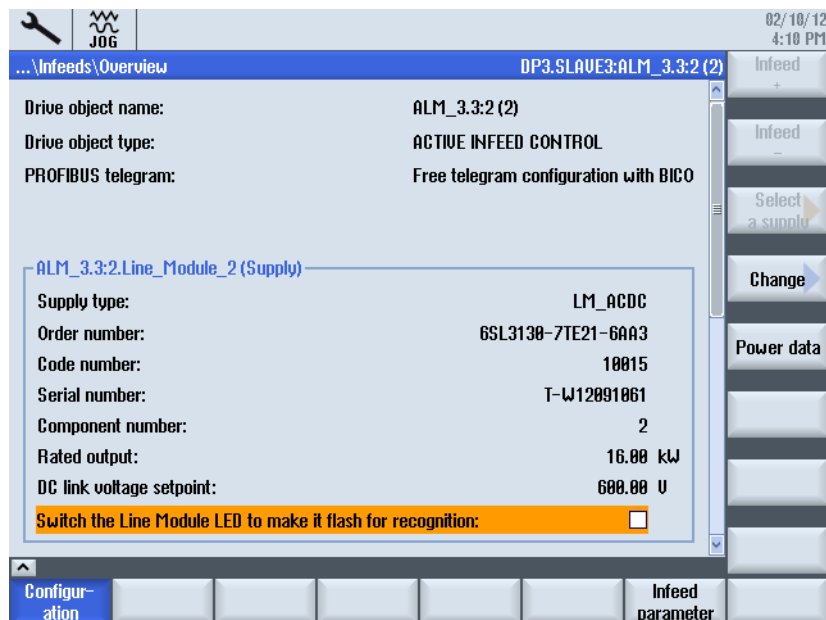 02/10/12
JOG
4:10 PM
...\Infeeds\Overview DP3.SLAVE3:ALM_3.3:2 (2)
Infeed
+
Drive object name: ALM_3.3:2 (2)
Drive object type: ACTIVE INFEED CONTROL
Infeed
-
PROFIBUS telegram: Free telegram configuration with BICO
Select
a supply
ALM_3.3:2.Line_Module_2 (Supply)
Change
Supply type: LM_ACDC
Order number: 6SL3130-7TE21-6AA3
Power data
Code number: 10015
Serial number: T-W12091061
Component number: 2
Rated output: 16.00 kW
DC link voltage setpoint: 600.00 V
Switch the Line Module LED to make it flash for recognition:
Configur-
ation
Infeed
parameter